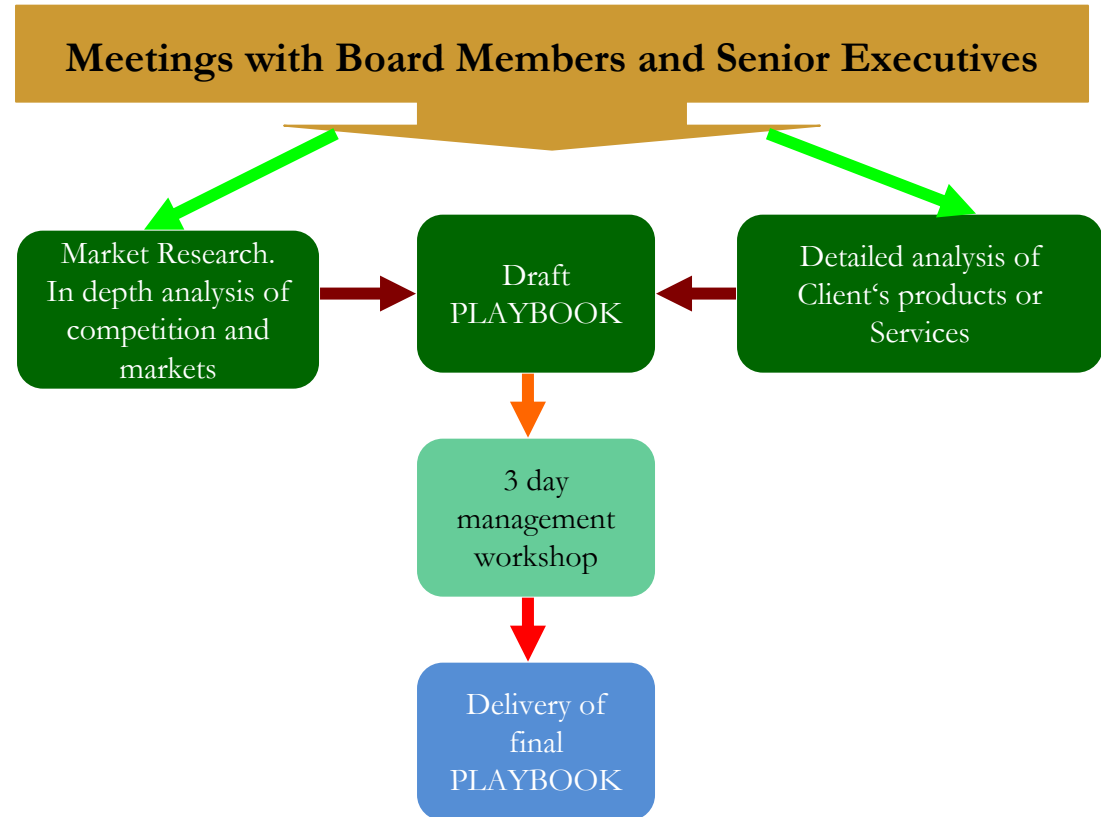 Meetings with Board Members and Senior Executives
Market Research.
In depth analysis of
competition and
markets
Draft
PLAYBOOK
Detailed analysis of
Client‘s products or
Services
3 day
management
workshop
Delivery of
final
PLAYBOOK